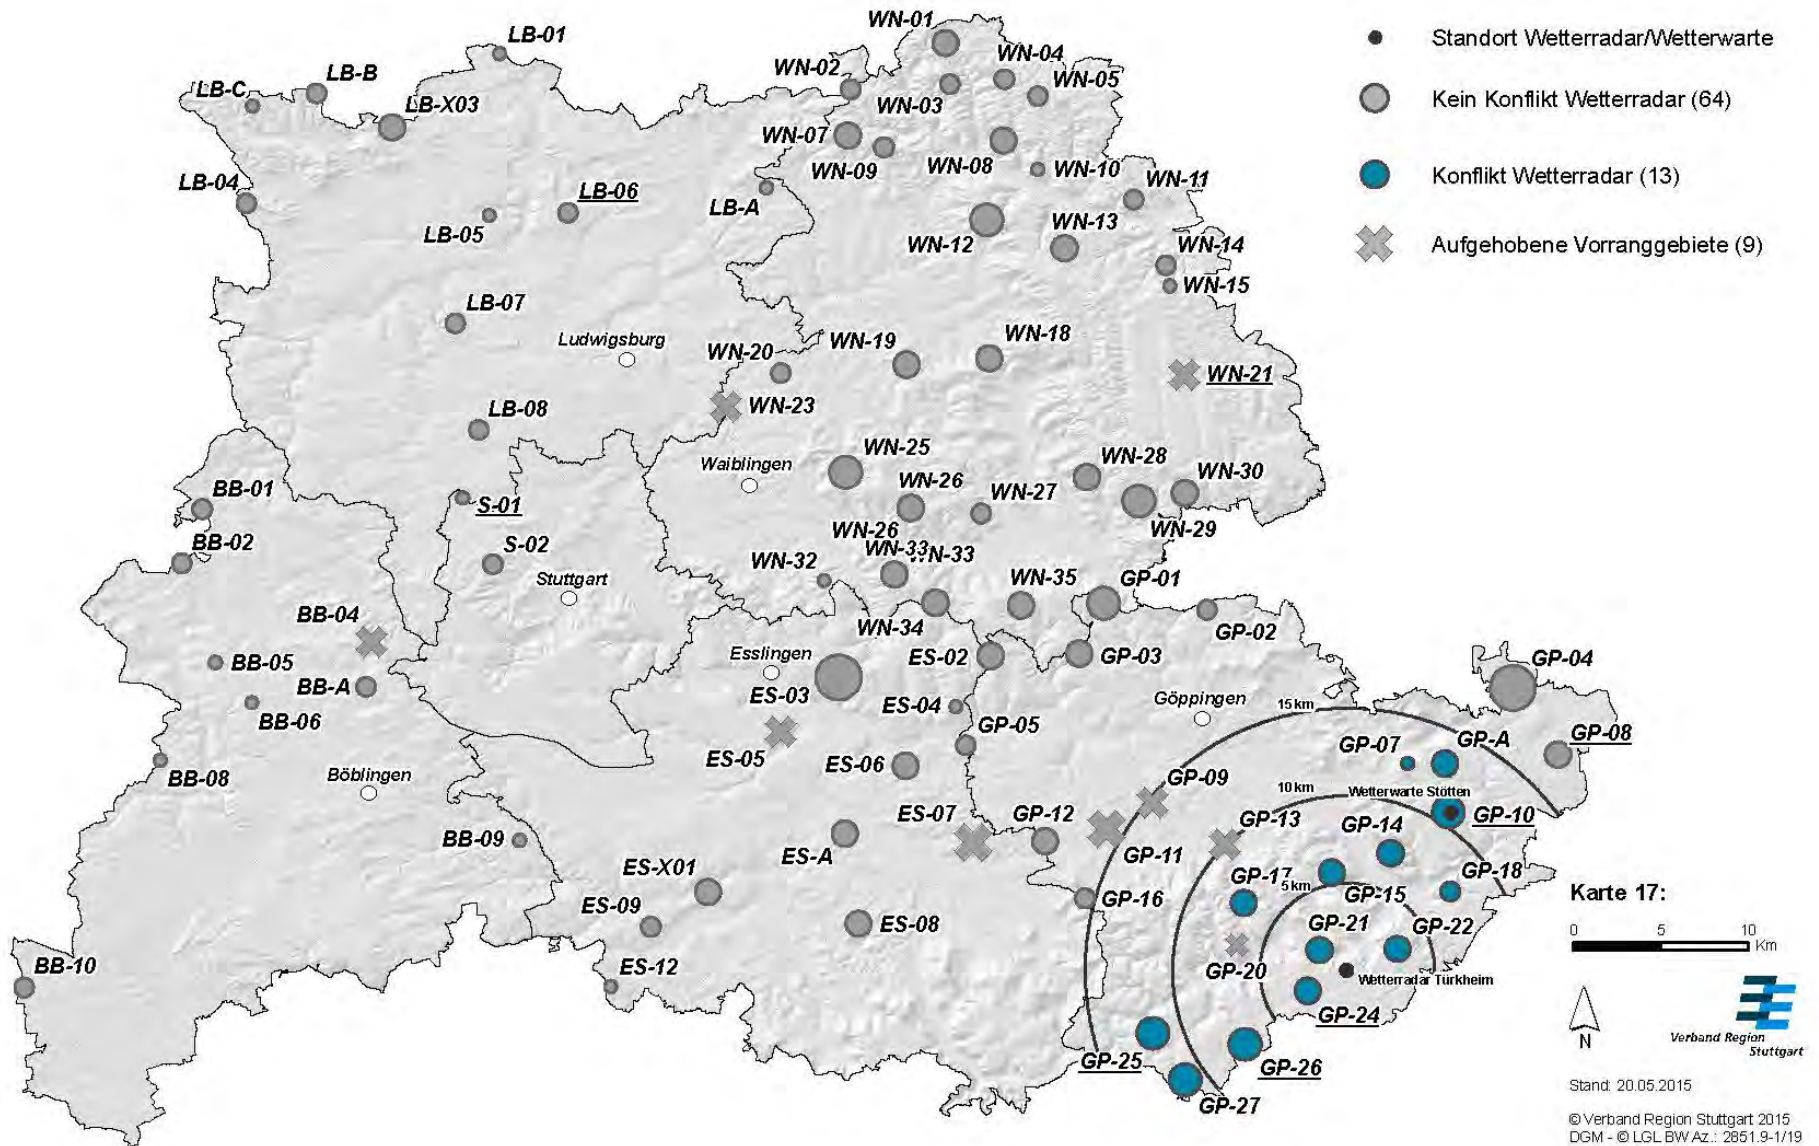 WN-01
LB-01
Standort Wetterradar/Wetterwarte
WN-04
WN-02
LB-B
WN-05
LB-C
LB-X03
WN-03
Kein Konflikt Wetterradar (64)
WN-07
WN-09
WN-08
WN-10
WN-11
Konflikt Wetterradar (13)
LB-04
LB-06
LB-A
LB-05
WN-12
WN-13
WN-14
Aufgehobene Vorranggebiete (9)
WN-15
LB-07
Ludwigsburg
WN-20
WN-19
WN-18
WN-21
WN-23
LB-08
WN-25
Waiblingen
WN-28
WN-30
BB-01
S-01
WN-26
WN-27
WN-26
WN-29
BB-02
S-02
WN-33
WN-33
WN-32
Stuttgart
WN-35
GP-01
BB-04
WN-34
GP-02
BB-05
Esslingen
ES-02
GP-03
GP-04
BB-A
ES-03
ES-04
Göppingen
BB-06
15 km
GP-05
GP-07
GP-A
GP-08
ES-05
ES-06
BB-08
Böblingen
GP-09
10 km
Wetterwarte Stötten
ES-07
GP-12
GP-13
GP-14
GP-10
BB-09
ES-A
GP-11
ES-X01
GP-17
5 km
GP-15
GP-18
Karte 17:
GP-16
ES-09
ES-08
GP-21
GP-22
0
5
10
Km
BB-10
ES-12
GP-20
Wetterradar Türkheim
GP-24
N
Verband Region
Stuttgart
GP-25
GP-26
GP-27
Stand: 20.05.2015
© Verband Region Stuttgart 2015
DGM - © LGL BW Az.: 2851.9-1/19